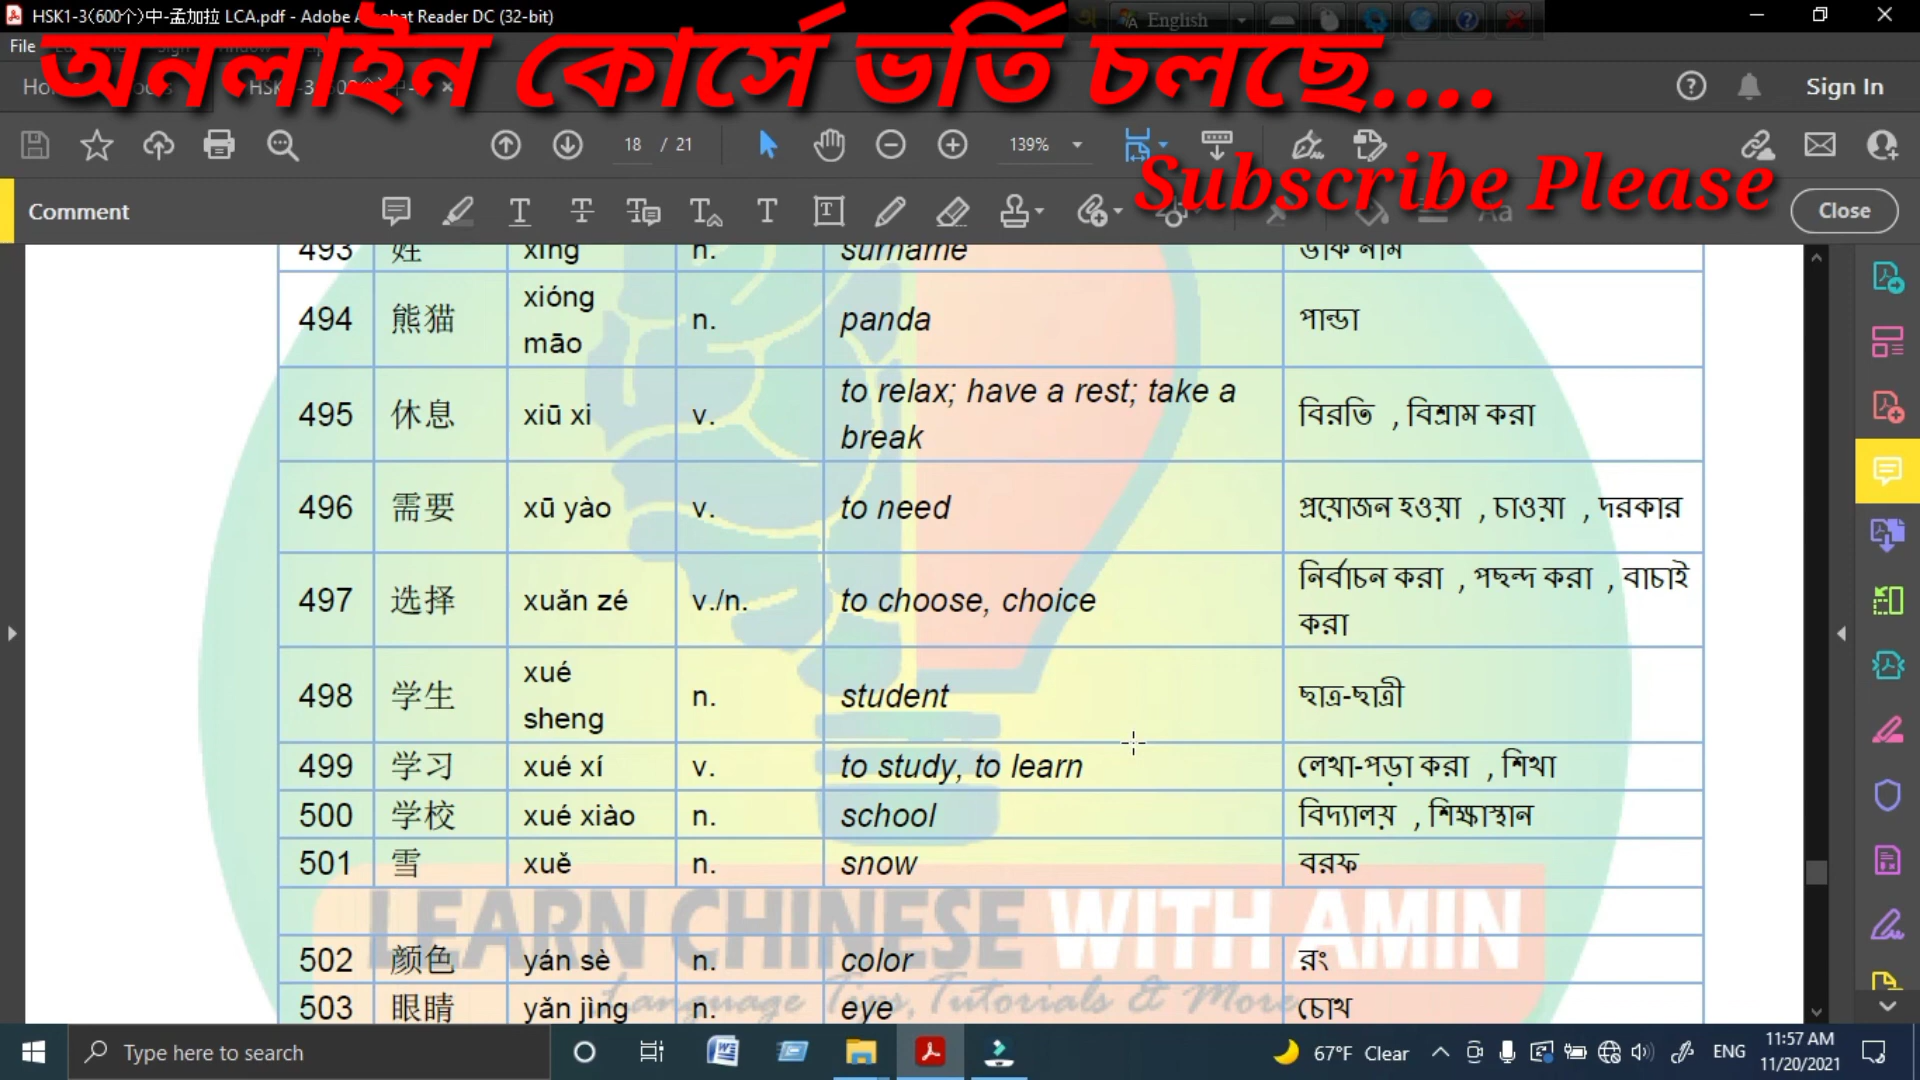 HSK1-3(600个)中-孟加拉 LCA.pdf - Adobe Acrobat Reader DC (32-bit)
English
File
অনলাইন কোর্সে ভর্তি চলছে....
Sign In
18 / 21
139%
Subscribe Please
Comment
Close
493 姓 xìng n. surname ডাক নাম
494 熊猫 xióng māo n. panda পান্ডা
495 休息 xiū xi v. to relax; have a rest; take a break বিরতি , বিশ্রাম করা
496 需要 xū yào v. to need প্রয়োজন হওয়া , চাওয়া , দরকার
497 选择 xuǎn zé v./n. to choose, choice নির্বাচন করা , পছন্দ করা , বাচাই করা
498 学生 xué sheng n. student ছাত্র-ছাত্রী
499 学习 xué xí v. to study, to learn লেখা-পড়া করা , শিখা
500 学校 xué xiào n. school বিদ্যালয় , শিক্ষাস্থান
501 雪 xuě n. snow বরফ
LEARN CHINESE WITH AMIN
502 颜色 yán sè n. color রং
Language Tips, Tutorials & More
503 眼睛 yǎn jing n. eye চোখ
Type here to search
67°F Clear
ENG
11:57 AM
11/20/2021